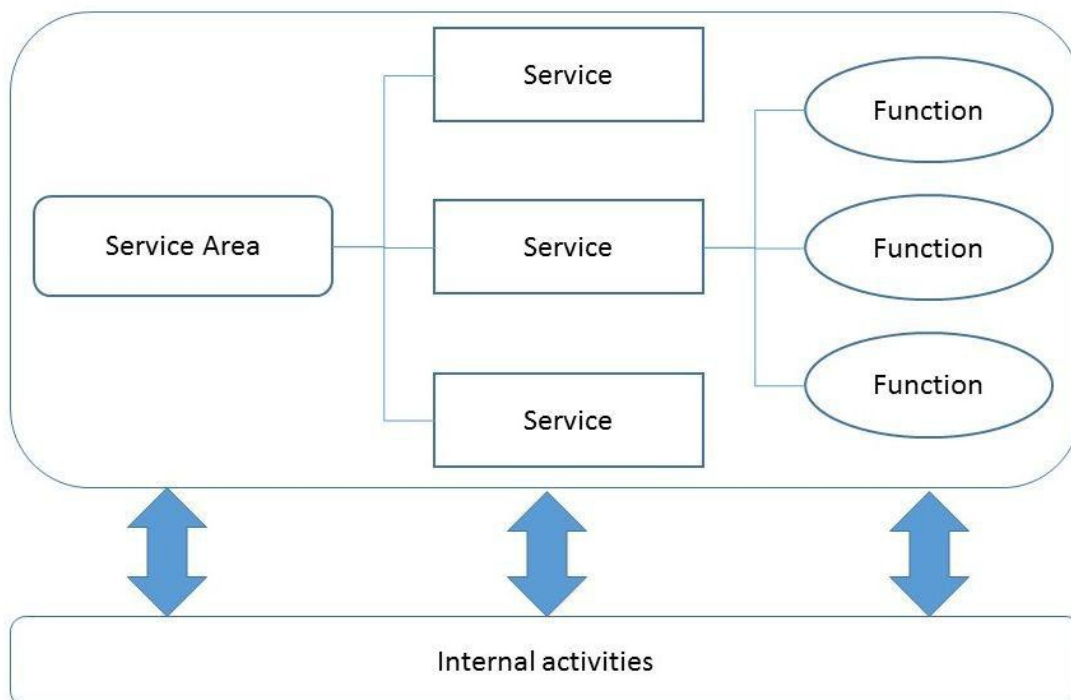 Service
Function
Service Area
Service
Function
Service
Function
Internal activities